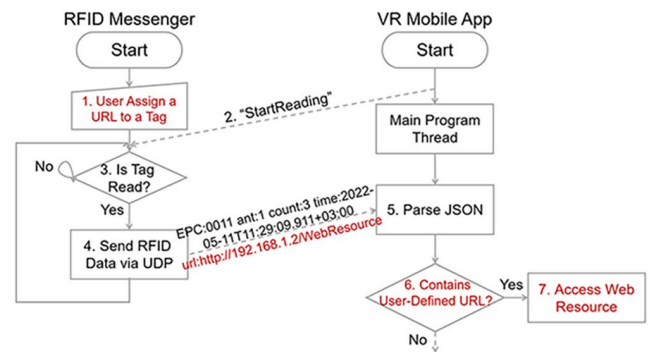 RFID Messenger
VR Mobile App
Start
Start
1. User Assign a
URL to a Tag
2. “StartReading”
Main Program
Thread
No
3. Is Tag
Read?
Yes
EPC:0011 ant:1 count:3 time:2022-
05-11T11:29:09.911+03:00
url:http://192.168.1.2/WebResource
5. Parse JSON
4. Send RFID
Data via UDP
6. Contains
User-Defined URL?
Yes
7. Access Web
Resource
No